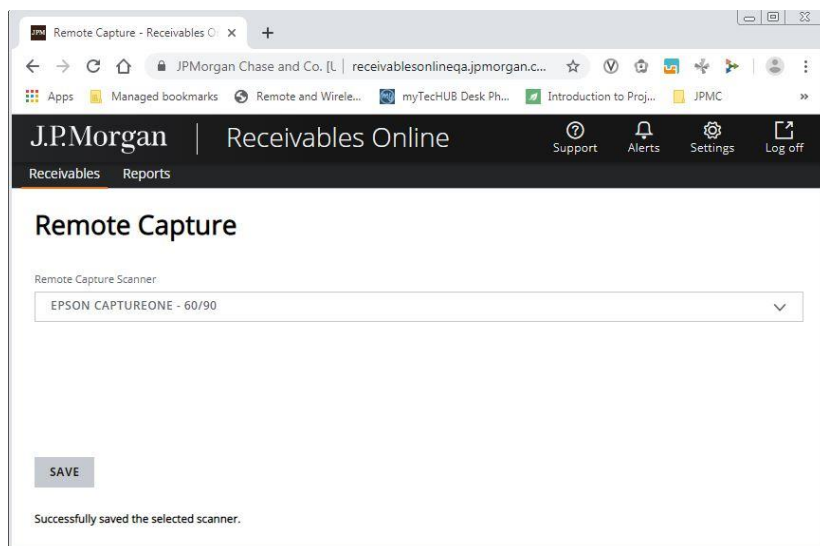 JPM Remote Capture - Receivables O
JPMorgan Chase and Co. [U | receivablesonlineqa.jpmorgan.c...
Apps Managed bookmarks Remote and Wirele... myTecHUB Desk Ph... Introduction to Proj... JPMC »
J.P.Morgan | Receivables Online Support Alerts Settings Log off
Receivables Reports
Remote Capture
Remote Capture Scanner
EPSON CAPTUREONE - 60/90
SAVE
Successfully saved the selected scanner.